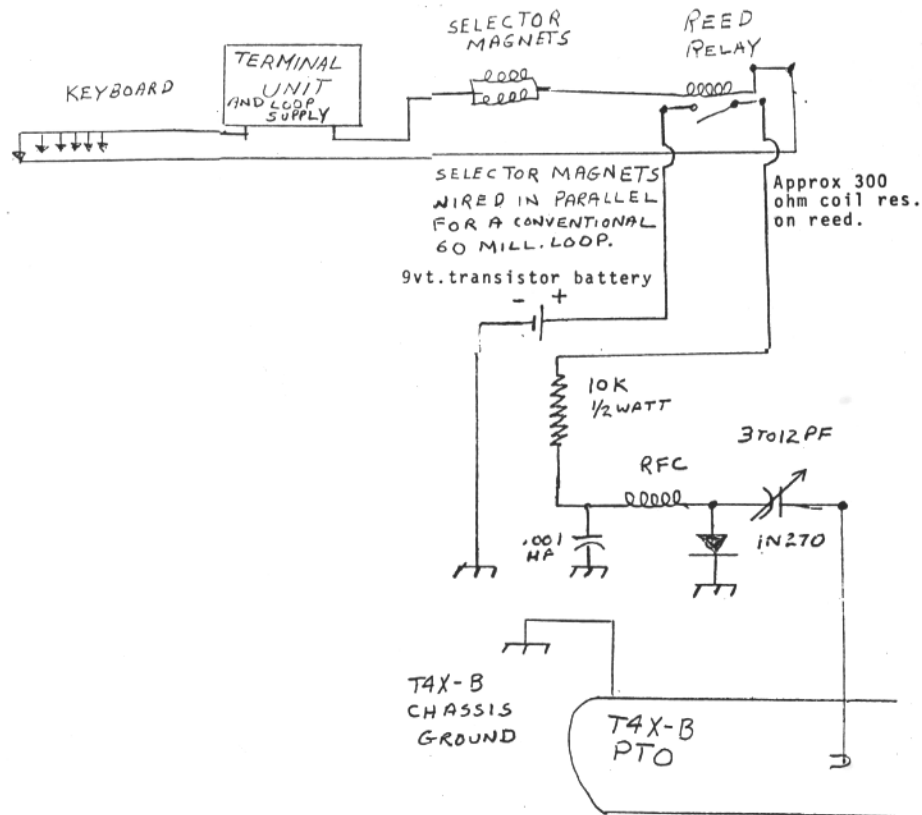 SELECTOR
MAGNETS
REED
RELAY
KEYBOARD
TERMINAL
UNIT
AND LOOP
SUPPLY
SELECTOR MAGNETS
WIRED IN PARALLEL
FOR A CONVENTIONAL
60 MILL. LOOP.
Approx 300
ohm coil res.
on reed.
9vt.transistor battery
- +
10K
1/2 WATT
3 TO 12 PF
RFC
.001
1N270
T4X-B
CHASSIS
GROUND
T4X-B
PTO